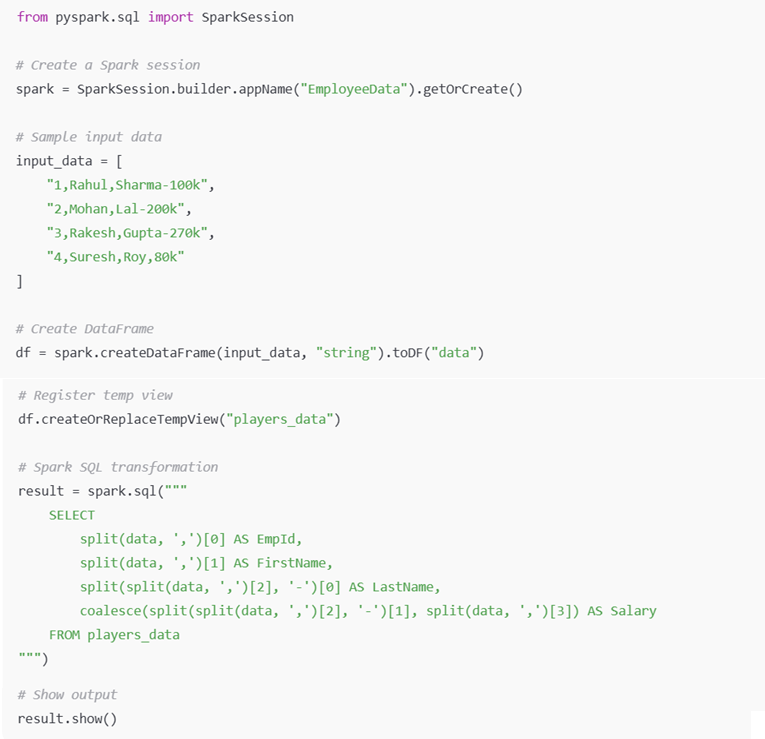 from pyspark.sql import SparkSession
# Create a Spark session
spark = SparkSession.builder.appName("EmployeeData").getOrCreate()
# Sample input data
input_data = [
    "1,Rahul,Sharma-100k",
    "2,Mohan,Lal-200k",
    "3,Rakesh,Gupta-270k",
    "4,Suresh,Roy,80k"
]
# Create DataFrame
df = spark.createDataFrame(input_data, "string").toDF("data")
# Register temp view
df.createOrReplaceTempView("players_data")
# Spark SQL transformation
result = spark.sql("""
    SELECT
        split(data, ',')[0] AS EmpId,
        split(data, ',')[1] AS FirstName,
        split(split(data, ',')[2], '-')[0] AS LastName,
        coalesce(split(split(data, ',')[2], '-')[1], split(data, ',')[3]) AS Salary
    FROM players_data
""")
# Show output
result.show()